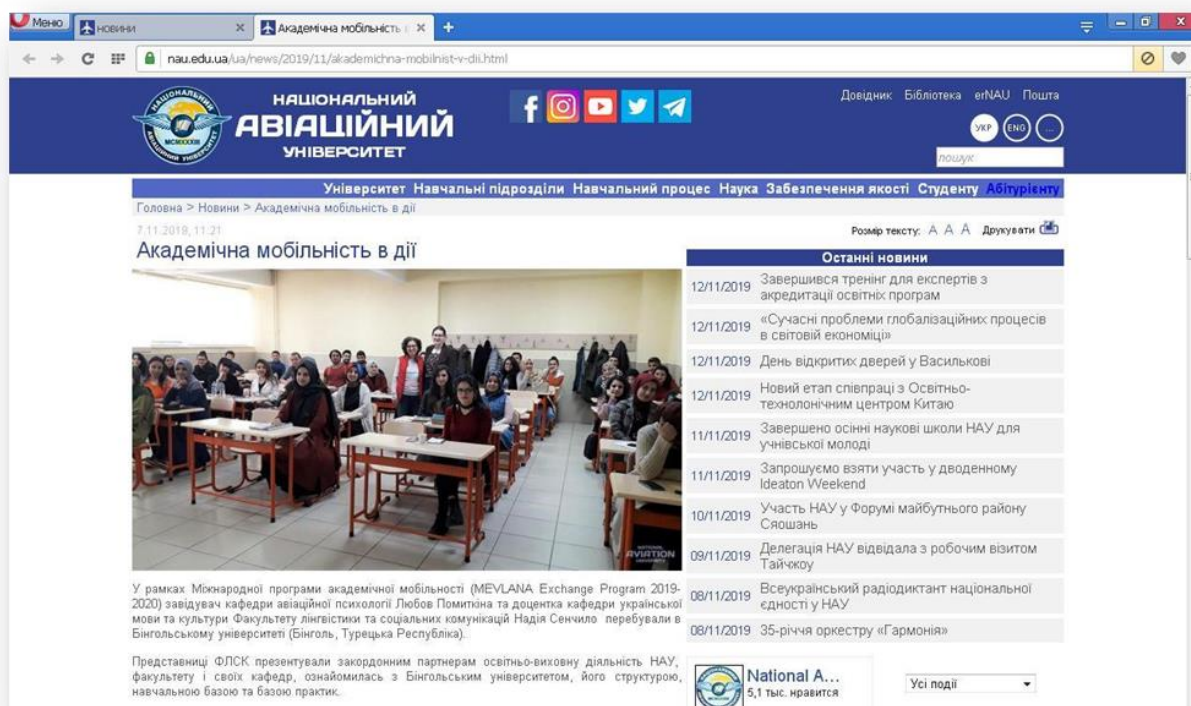 Меню
новини
Академічна мобільність в
nau.edu.ua/ua/news/2019/11/akademichna-mobilnist-v-dii.html
НАЦІОНАЛЬНИЙ
АВІАЦІЙНИЙ
УНІВЕРСИТЕТ
Довідник Бібліотека erNAU Пошта
УКР ENG ...
пошук
Університет Навчальні підрозділи Навчальний процес Наука Забезпечення якості Студенту Абітурієнту
Головна > Новини > Академічна мобільність в дії
7.11.2019, 11:21
Розмір тексту: А А А Друкувати
Академічна мобільність в дії
NATIONAL
AVIATION
UNIVERSITY
У рамках Міжнародної програми академічної мобільності (MEVLANA Exchange Program 2019-
2020) завідувач кафедри авіаційної психології Любов Помиткіна та доцентка кафедри української
мови та культури Факультету лінгвістики та соціальних комунікацій Надія Сенчило перебували в
Бінгольському університеті (Бінголь, Турецька Республіка).
Представниці ФЛСК презентували закордонним партнерам освітньо-виховну діяльність НАУ,
факультету і своїх кафедр, ознайомилась з Бінгольським університетом, його структурою,
навчальною базою та базою практик.
Останні новини
12/11/2019 Завершився тренінг для експертів з
акредитації освітніх програм
12/11/2019 «Сучасні проблеми глобалізаційних процесів
в світовій економіці»
12/11/2019 День відкритих дверей у Василькові
12/11/2019 Новий етап співпраці з Освітньо-
технолонічним центром Китаю
11/11/2019 Завершено осінні наукові школи НАУ для
учнівської молоді
11/11/2019 Запрошуємо взяти участь у дводенному
Ideaton Weekend
10/11/2019 Участь НАУ у Форумі майбутнього району
Сяошань
09/11/2019 Делегація НАУ відвідала з робочим візитом
Тайчжоу
08/11/2019 Всеукраїнський радіодиктант національної
єдності у НАУ
08/11/2019 35-річчя оркестру «Гармонія»
National A...
5,1 тыс. нравится
Усі події